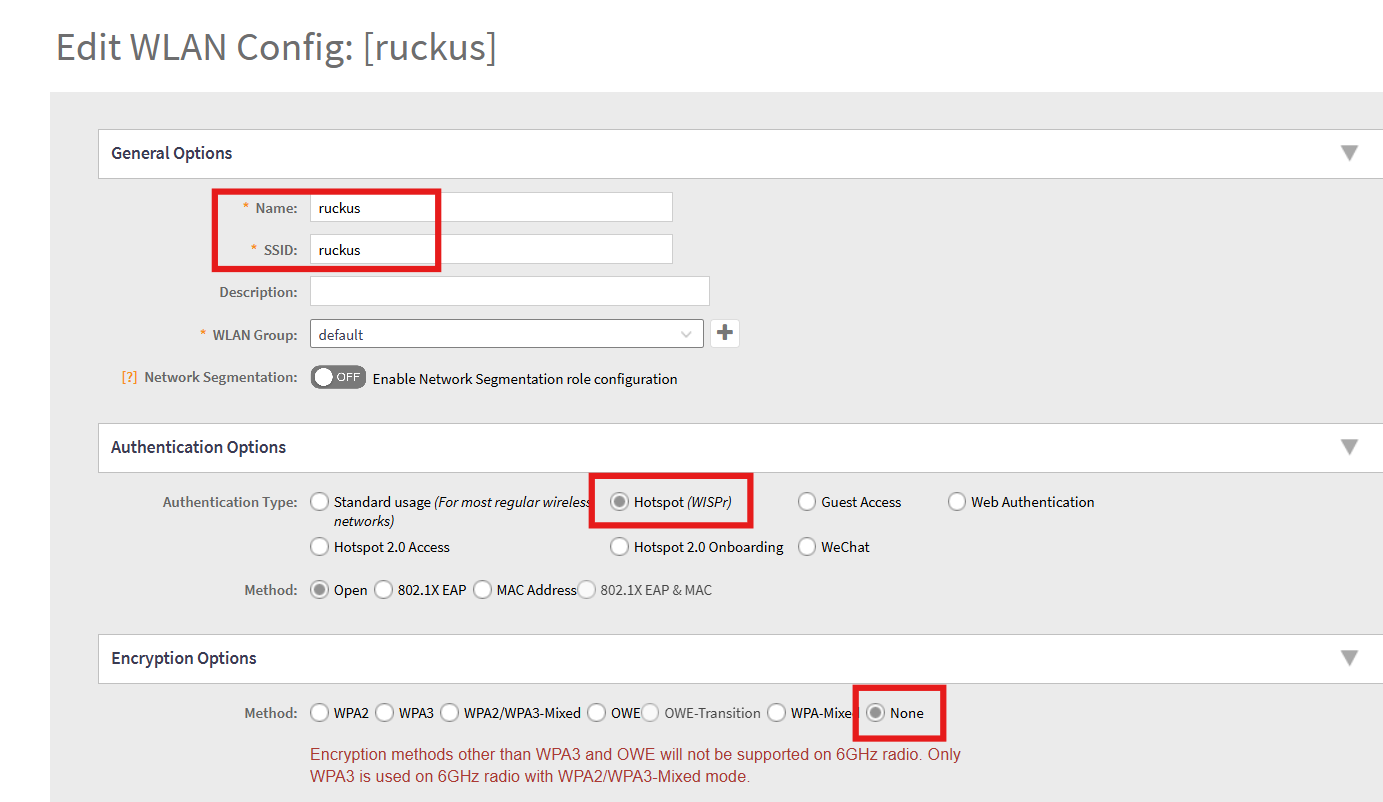 Edit WLAN Config: [ruckus]
General Options
* Name: ruckus
* SSID: ruckus
Description:
* WLAN Group: default
[?] Network Segmentation: OFF Enable Network Segmentation role configuration
Authentication Options
Authentication Type: Standard usage (For most regular wireless Hotspot (WISPr) Guest Access Web Authentication
networks)
Hotspot 2.0 Access Hotspot 2.0 Onboarding WeChat
Method: Open 802.1X EAP MAC Address 802.1X EAP & MAC
Encryption Options
Method: WPA2 WPA3 WPA2/WPA3-Mixed OWE OWE-Transition WPA-Mixed None
Encryption methods other than WPA3 and OWE will not be supported on 6GHz radio. Only
WPA3 is used on 6GHz radio with WPA2/WPA3-Mixed mode.